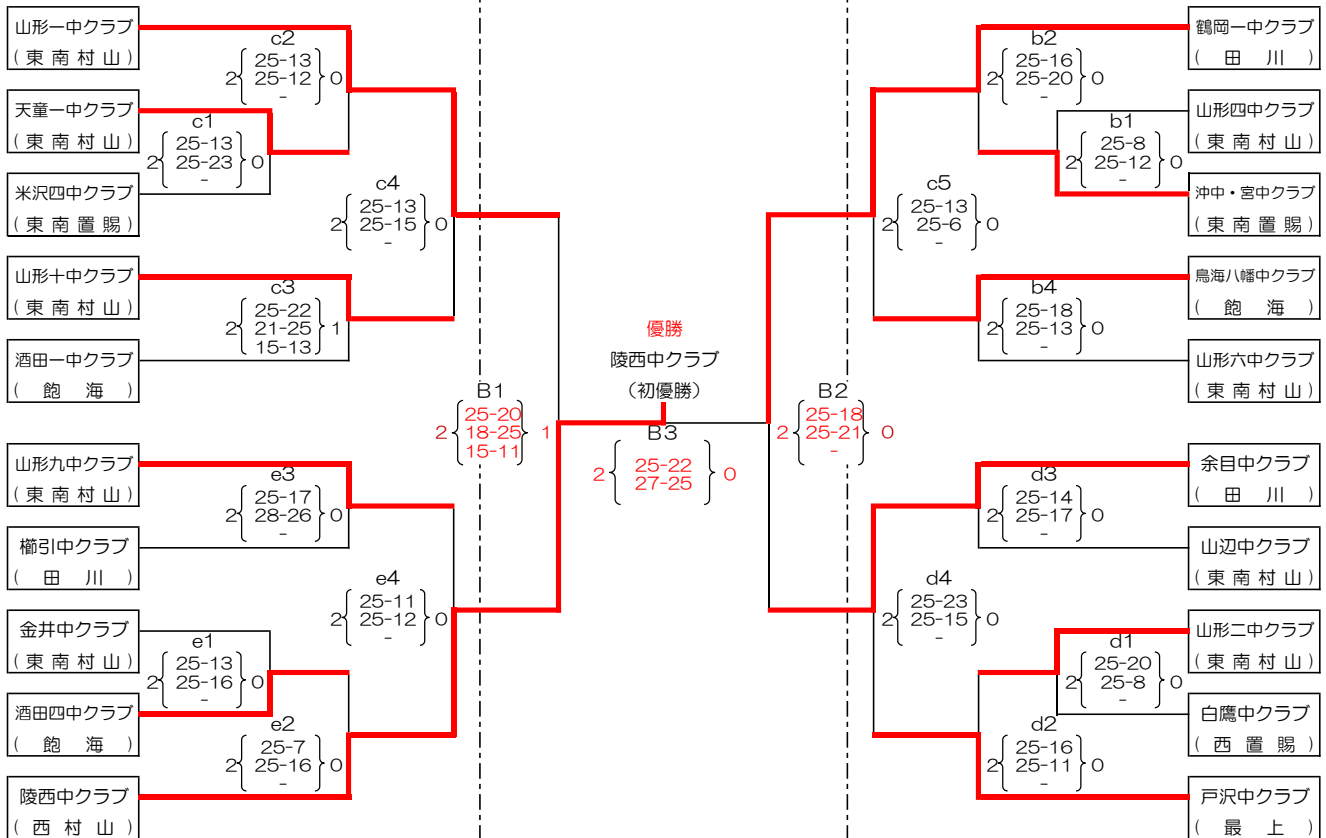 山形一中クラブ
(東南村山)
c2
25-13
2{ 25-12 }0
-
天童一中クラブ
(東南村山)
c1
25-13
2{ 25-23 }0
-
米沢四中クラブ
(東南置賜)
c4
25-13
2{ 25-15 }0
-
山形十中クラブ
(東南村山)
c3
25-22
2{ 21-25 }1
15-13
酒田一中クラブ
(飽海)
B1
25-20
2{ 18-25 }1
15-11
山形九中クラブ
(東南村山)
e3
25-17
2{ 28-26 }0
-
櫛引中クラブ
(田川)
e4
25-11
2{ 25-12 }0
-
金井中クラブ
(東南村山)
e1
25-13
2{ 25-16 }0
-
酒田四中クラブ
(飽海)
e2
25-7
2{ 25-16 }0
-
陵西中クラブ
(西村山)
優勝
陵西中クラブ
(初優勝)
B3
2{ 25-22 }0
27-25
鶴岡一中クラブ
(田川)
b2
25-16
2{ 25-20 }0
-
山形四中クラブ
(東南村山)
b1
25-8
2{ 25-12 }0
-
沖中・宮中クラブ
(東南置賜)
c5
25-13
2{ 25-6 }0
-
鳥海八幡中クラブ
(飽海)
b4
25-18
2{ 25-13 }0
-
山形六中クラブ
(東南村山)
B2
25-18
2{ 25-21 }0
-
余目中クラブ
(田川)
d3
25-14
2{ 25-17 }0
-
山辺中クラブ
(東南村山)
d4
25-23
2{ 25-15 }0
-
山形二中クラブ
(東南村山)
d1
25-20
2{ 25-8 }0
-
白鷹中クラブ
(西置賜)
d2
25-16
2{ 25-11 }0
-
戸沢中クラブ
(最上)